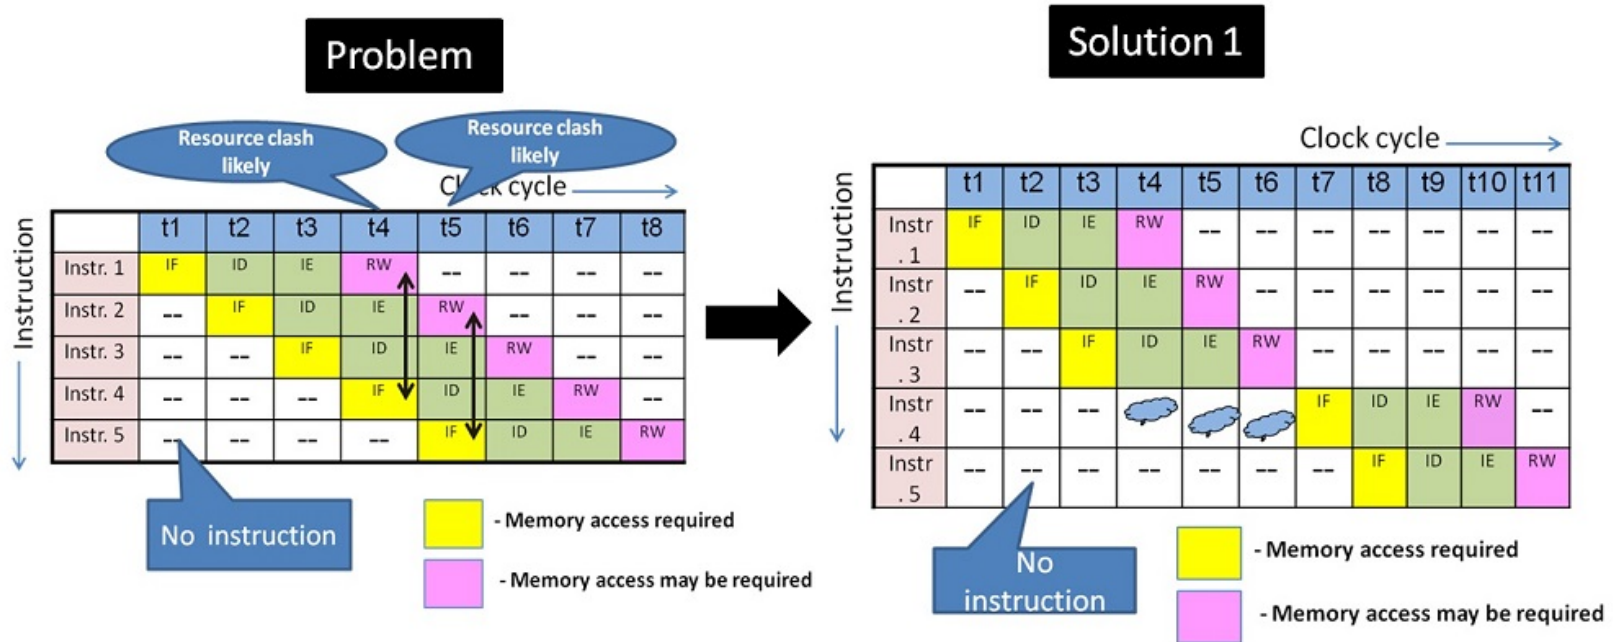 Problem
Resource clash
likely
Resource clash
likely
Clock cycle
Instruction
t1 t2 t3 t4 t5 t6 t7 t8
Instr. 1 IF ID IE RW -- -- -- --
Instr. 2 -- IF ID IE RW -- -- --
Instr. 3 -- -- IF ID IE RW -- --
Instr. 4 -- -- -- IF ID IE RW --
Instr. 5 -- -- -- -- IF ID IE RW
No instruction
- Memory access required
- Memory access may be required
Solution 1
Clock cycle
Instruction
t1 t2 t3 t4 t5 t6 t7 t8 t9 t10 t11
Instr
. 1 IF ID IE RW -- -- -- -- -- -- --
Instr
. 2 -- IF ID IE RW -- -- -- -- -- --
Instr
. 3 -- -- IF ID IE RW -- -- -- -- --
Instr
. 4 -- -- -- IF ID IE RW --
Instr
. 5 -- -- -- -- -- -- -- IF ID IE RW
No
instruction
- Memory access required
- Memory access may be required